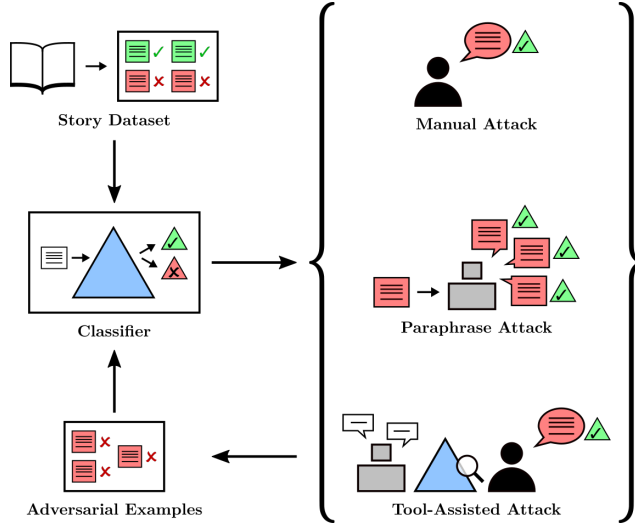 Story Dataset
Manual Attack
Classifier
Paraphrase Attack
Adversarial Examples
Tool-Assisted Attack